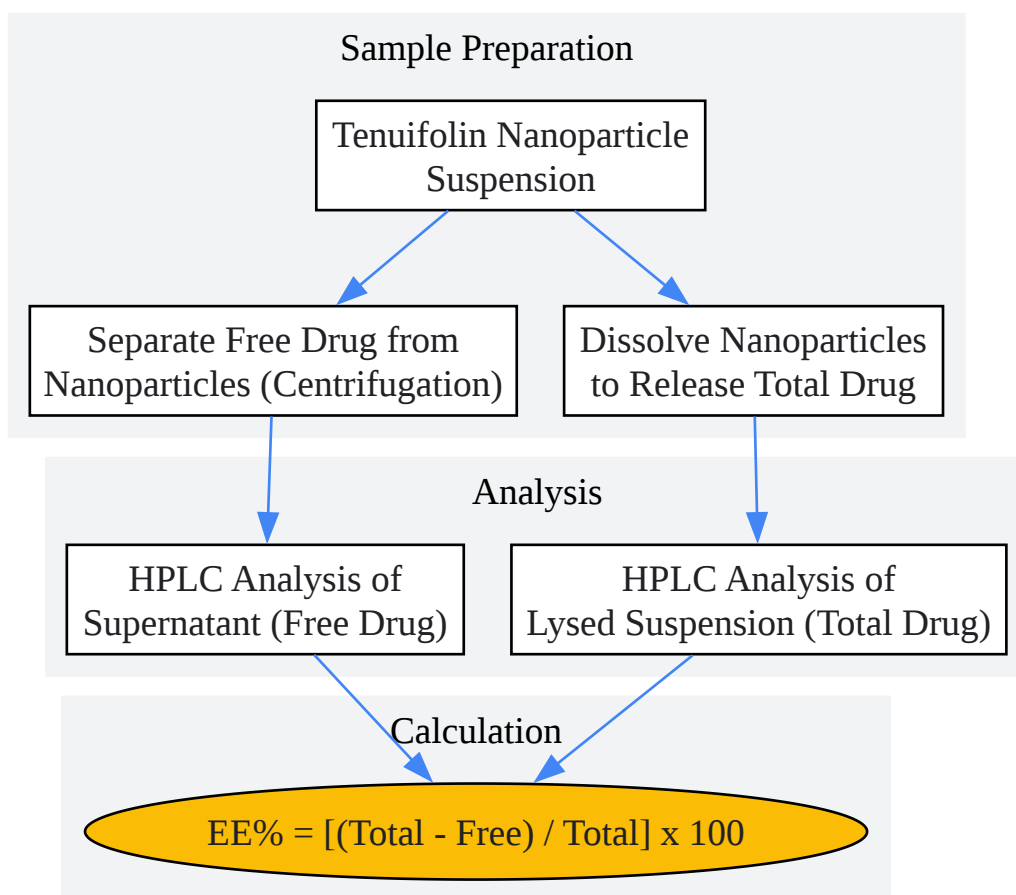 Sample Preparation
Tenuifolin Nanoparticle
Suspension
Separate Free Drug from
Nanoparticles (Centrifugation)
Dissolve Nanoparticles
to Release Total Drug
Analysis
HPLC Analysis of
Supernatant (Free Drug)
HPLC Analysis of
Lysed Suspension (Total Drug)
Calculation
EE% = [(Total - Free) / Total] x 100